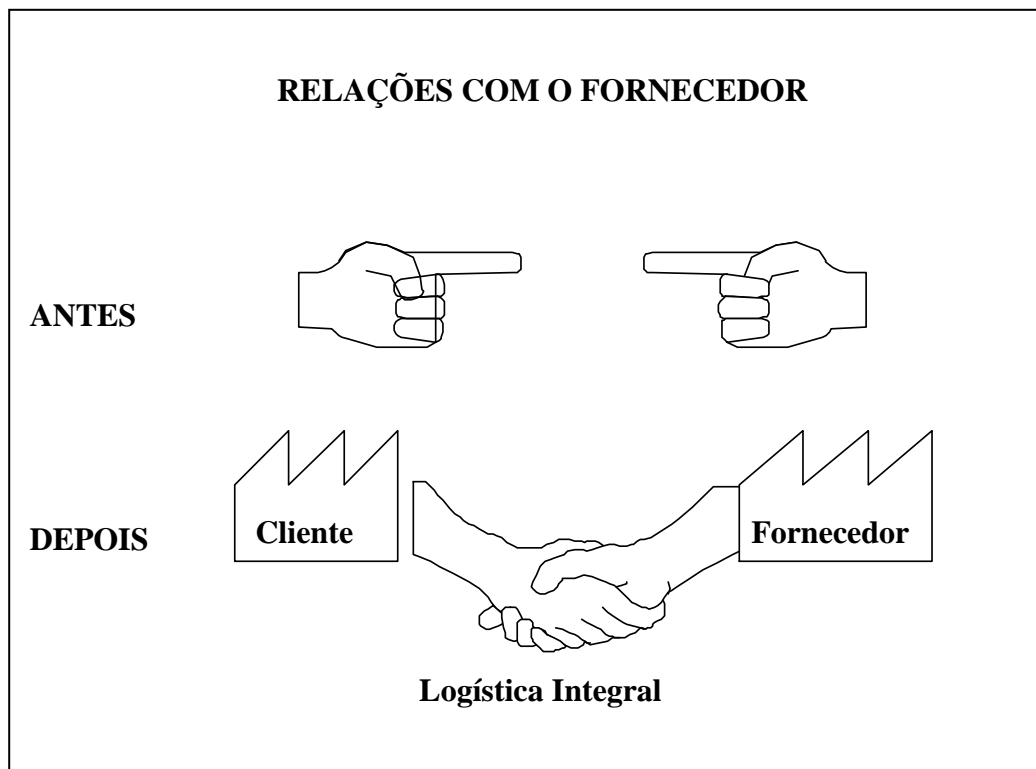 RELAÇÕES COM O FORNECEDOR
ANTES
DEPOIS
Cliente
Fornecedor
Logística Integral